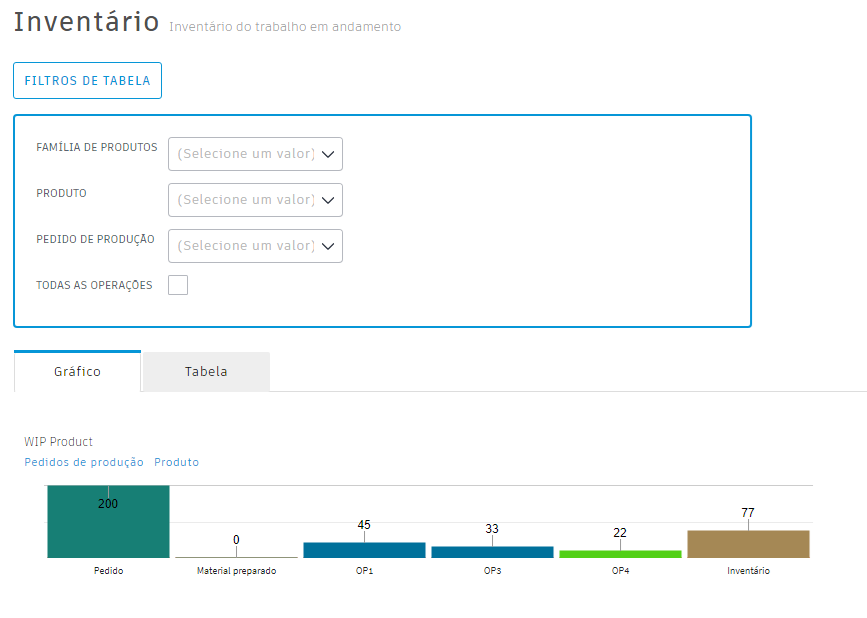 Inventário Inventário do trabalho em andamento
FILTROS DE TABELA
FAMÍLIA DE PRODUTOS (Selecione um valor)
PRODUTO (Selecione um valor)
PEDIDO DE PRODUÇÃO (Selecione um valor)
TODAS AS OPERAÇÕES
Gráfico Tabela
WIP Product
Pedidos de produção Produto
200 0 45 33 22 77
Pedido Material preparado OP1 OP3 OP4 Inventário